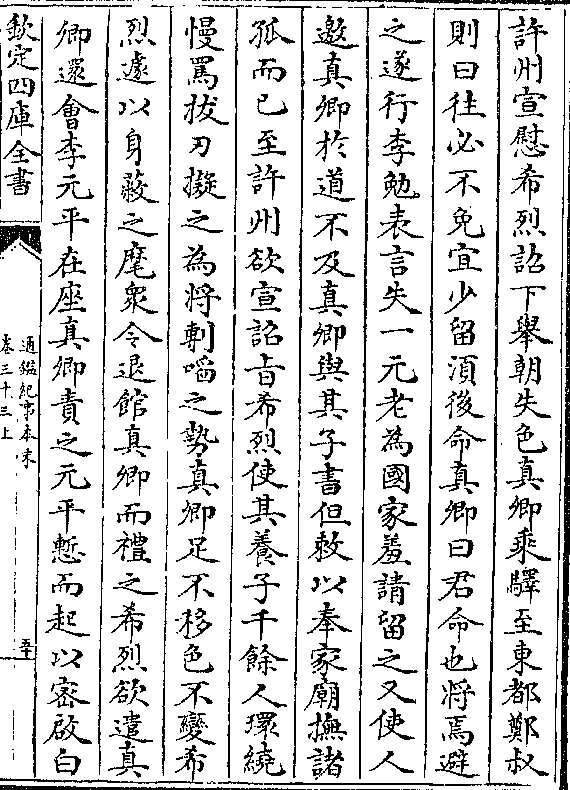 許州宣慰希烈詔下舉朝失色真卿乘驛至東都鄭叔
則曰往必不免宜少留須後命真卿曰君命也將焉避
之遂行李勉表言失一元老為國家羞請留之又使人
邀真卿於道不及真卿與其子書但敕以奉家廟撫諸
孤而已至許州欲宣詔㫖希烈使其養子千餘人環繞
慢罵拔刃擬之為將剸㗖之勢真卿足不移色不變希
烈遽以身蔽之麾衆令退館真卿而禮之希烈欲遣真
卿還會李元平在座真卿責之元平慙而起以宻啟白
欽定四庫全書
通鑑紀事本末
卷三十三上